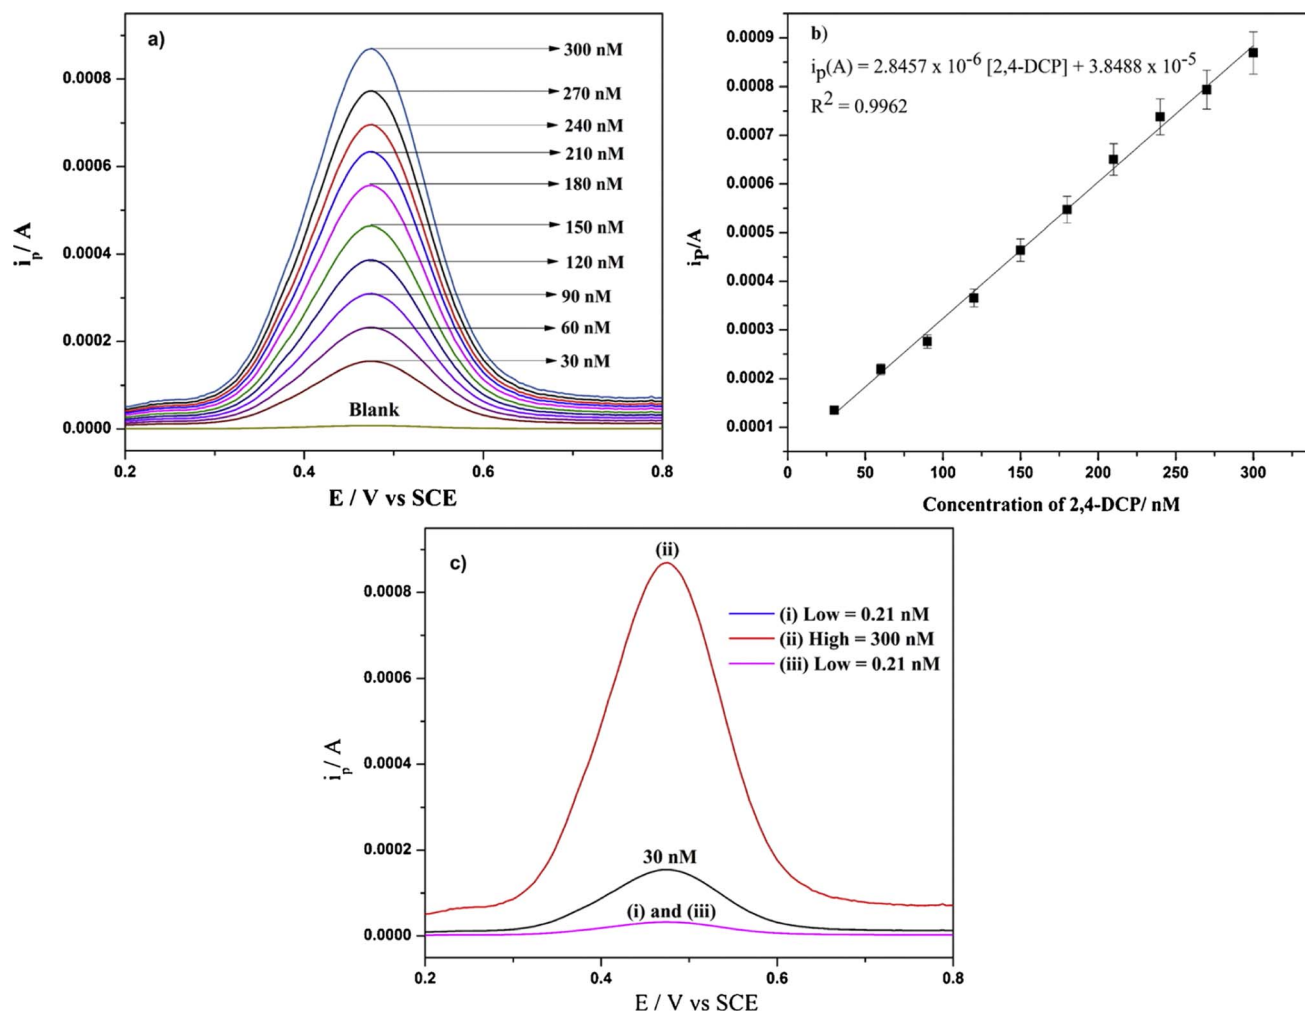 a)
300 nM
270 nM
240 nM
210 nM
180 nM
150 nM
120 nM
90 nM
60 nM
30 nM
Blank
0.0008
0.0006
0.0004
0.0002
0.0000
i_p/ A
0.2 0.4 0.6 0.8
E / V vs SCE
b)
i_p(A) = 2.8457 x 10^-6 [2,4-DCP] + 3.8488 x 10^-5
R^2 = 0.9962
0.0009
0.0008
0.0007
0.0006
0.0005
0.0004
0.0003
0.0002
0.0001
i_p/A
0 50 100 150 200 250 300
Concentration of 2,4-DCP/ nM
c)
(ii)
(i) Low = 0.21 nM
(ii) High = 300 nM
(iii) Low = 0.21 nM
30 nM
(i) and (iii)
0.0008
0.0006
0.0004
0.0002
0.0000
i_p/ A
0.2 0.4 0.6 0.8
E / V vs SCE